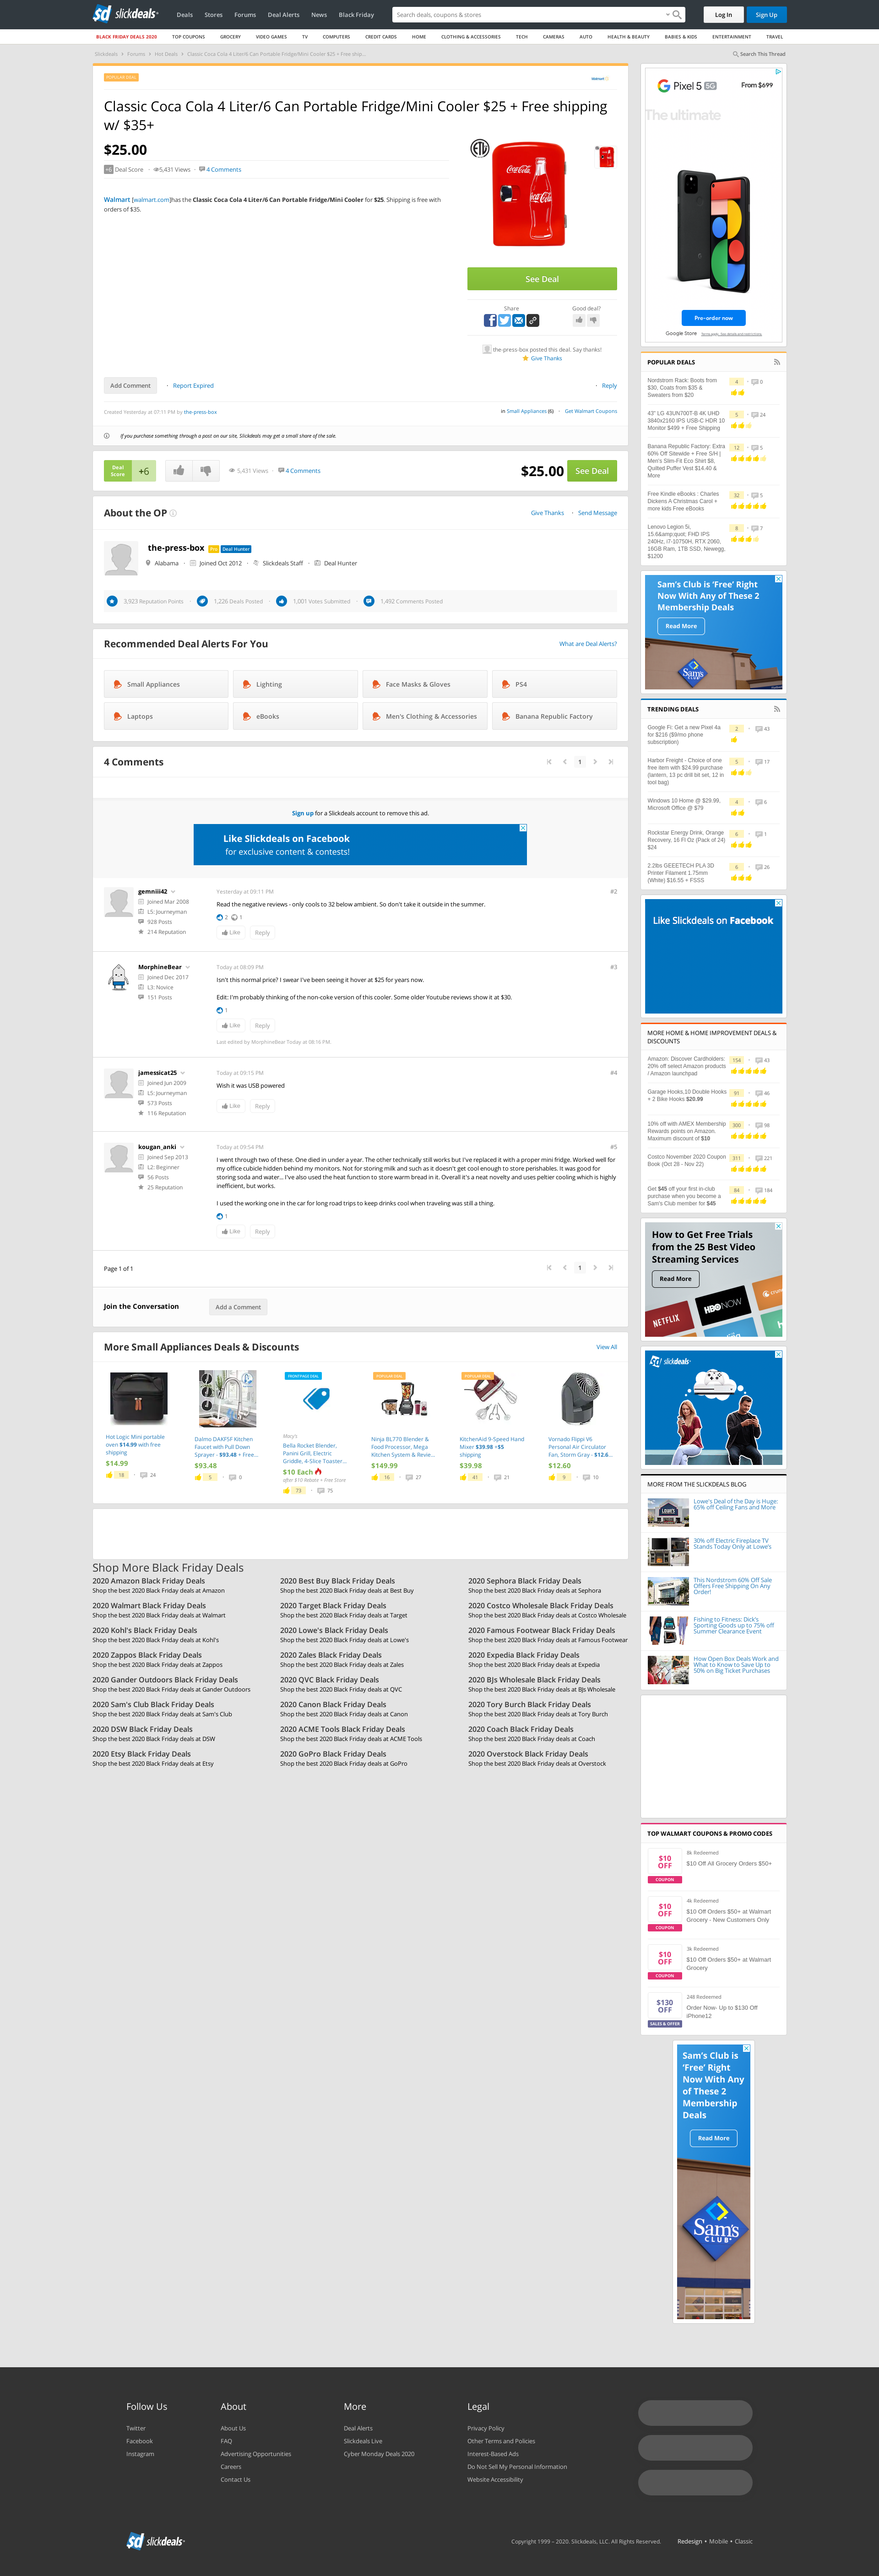 sd slickdeals
Deals Stores Forums Deal Alerts News Black Friday
Search deals, coupons & stores
Log In Sign Up
BLACK FRIDAY DEALS 2020 TOP COUPONS GROCERY VIDEO GAMES TV COMPUTERS CREDIT CARDS HOME CLOTHING & ACCESSORIES TECH CAMERAS AUTO HEALTH & BEAUTY BABIES & KIDS ENTERTAINMENT TRAVEL
Slickdeals > Forums > Hot Deals > Classic Coca Cola 4 Liter/6 Can Portable Fridge/Mini Cooler $25 + Free ship...
Search This Thread
POPULAR DEAL
Walmart
Classic Coca Cola 4 Liter/6 Can Portable Fridge/Mini Cooler $25 + Free shipping
w/ $35+
$25.00
+6 Deal Score 5,431 Views 4 Comments
Walmart [walmart.com]has the Classic Coca Cola 4 Liter/6 Can Portable Fridge/Mini Cooler for $25. Shipping is free with
orders of $35.
ETL
Coca-Cola
See Deal
Share
Good deal?
the-press-box posted this deal. Say thanks!
Give Thanks
Add Comment
Report Expired
Reply
Created Yesterday at 07:11 PM by the-press-box
in Small Appliances (6) Get Walmart Coupons
If you purchase something through a post on our site, Slickdeals may get a small share of the sale.
Deal
Score
+6
5,431 Views 4 Comments
$25.00
See Deal
About the OP
Give Thanks Send Message
the-press-box Pro Deal Hunter
Alabama Joined Oct 2012 Slickdeals Staff Deal Hunter
3,923 Reputation Points 1,226 Deals Posted 1,001 Votes Submitted 1,492 Comments Posted
Recommended Deal Alerts For You
What are Deal Alerts?
Small Appliances
Lighting
Face Masks & Gloves
PS4
Laptops
eBooks
Men's Clothing & Accessories
Banana Republic Factory
4 Comments
1
Sign up for a Slickdeals account to remove this ad.
Like Slickdeals on Facebook
for exclusive content & contests!
gemniii42
Joined Mar 2008
L5: Journeyman
928 Posts
214 Reputation
Yesterday at 09:11 PM
#2
Read the negative reviews - only cools to 32 below ambient. So don't take it outside in the summer.
2 1
Like Reply
MorphineBear
Joined Dec 2017
L3: Novice
151 Posts
Today at 08:09 PM
#3
Isn't this normal price? I swear I've been seeing it hover at $25 for years now.
Edit: I'm probably thinking of the non-coke version of this cooler. Some older Youtube reviews show it at $30.
1
Like Reply
Last edited by MorphineBear Today at 08:16 PM.
jamessicat25
Joined Jun 2009
L5: Journeyman
573 Posts
116 Reputation
Today at 09:15 PM
#4
Wish it was USB powered
Like Reply
kougan_anki
Joined Sep 2013
L2: Beginner
56 Posts
25 Reputation
Today at 09:54 PM
#5
I went through two of these. One died in under a year. The other technically still works but I've replaced it with a proper mini fridge. Worked well for
my office cubicle hidden behind my monitors. Not for storing milk and such as it doesn't get cool enough to store perishables. It was good for
storing soda and water... I've also used the heat function to store warm bread in it. Overall it's a neat novelty and uses peltier cooling which is highly
inefficient, but works.
I used the working one in the car for long road trips to keep drinks cool when traveling was still a thing.
1
Like Reply
Page 1 of 1
1
Join the Conversation
Add a Comment
More Small Appliances Deals & Discounts
View All
Hot Logic Mini portable
oven $14.99 with free
shipping
$14.99
18 24
Dalmo DAKF5F Kitchen
Faucet with Pull Down
Sprayer - $93.48 + Free...
$93.48
5 0
FRONTPAGE DEAL
Macy's
Bella Rocket Blender,
Panini Grill, Electric
Griddle, 4-Slice Toaster...
$10 Each
after $10 Rebate + Free Store
73 75
POPULAR DEAL
Ninja BL770 Blender &
Food Processor, Mega
Kitchen System & Revie...
$149.99
16 27
POPULAR DEAL
KitchenAid 9-Speed Hand
Mixer $39.98 +$5
shipping
$39.98
41 21
Vornado Flippi V6
Personal Air Circulator
Fan, Storm Gray - $12.6...
$12.60
9 10
Shop More Black Friday Deals
2020 Amazon Black Friday Deals
Shop the best 2020 Black Friday deals at Amazon
2020 Best Buy Black Friday Deals
Shop the best 2020 Black Friday deals at Best Buy
2020 Sephora Black Friday Deals
Shop the best 2020 Black Friday deals at Sephora
2020 Walmart Black Friday Deals
Shop the best 2020 Black Friday deals at Walmart
2020 Target Black Friday Deals
Shop the best 2020 Black Friday deals at Target
2020 Costco Wholesale Black Friday Deals
Shop the best 2020 Black Friday deals at Costco Wholesale
2020 Kohl's Black Friday Deals
Shop the best 2020 Black Friday deals at Kohl's
2020 Lowe's Black Friday Deals
Shop the best 2020 Black Friday deals at Lowe's
2020 Famous Footwear Black Friday Deals
Shop the best 2020 Black Friday deals at Famous Footwear
2020 Zappos Black Friday Deals
Shop the best 2020 Black Friday deals at Zappos
2020 Zales Black Friday Deals
Shop the best 2020 Black Friday deals at Zales
2020 Expedia Black Friday Deals
Shop the best 2020 Black Friday deals at Expedia
2020 Gander Outdoors Black Friday Deals
Shop the best 2020 Black Friday deals at Gander Outdoors
2020 QVC Black Friday Deals
Shop the best 2020 Black Friday deals at QVC
2020 BJs Wholesale Black Friday Deals
Shop the best 2020 Black Friday deals at BJs Wholesale
2020 Sam's Club Black Friday Deals
Shop the best 2020 Black Friday deals at Sam's Club
2020 Canon Black Friday Deals
Shop the best 2020 Black Friday deals at Canon
2020 Tory Burch Black Friday Deals
Shop the best 2020 Black Friday deals at Tory Burch
2020 DSW Black Friday Deals
Shop the best 2020 Black Friday deals at DSW
2020 ACME Tools Black Friday Deals
Shop the best 2020 Black Friday deals at ACME Tools
2020 Coach Black Friday Deals
Shop the best 2020 Black Friday deals at Coach
2020 Etsy Black Friday Deals
Shop the best 2020 Black Friday deals at Etsy
2020 GoPro Black Friday Deals
Shop the best 2020 Black Friday deals at GoPro
2020 Overstock Black Friday Deals
Shop the best 2020 Black Friday deals at Overstock
Pixel 5 5G From $699
The ultimate
Pre-order now
Google Store
POPULAR DEALS
Nordstrom Rack: Boots from
$30, Coats from $35 &
Sweaters from $20
4 0
43" LG 43UN700T-B 4K UHD
3840x2160 IPS USB-C HDR 10
Monitor $499 + Free Shipping
5 24
Banana Republic Factory: Extra
60% Off Sitewide + Free S/H |
Men's Slim-Fit Eco Shirt $8,
Quilted Puffer Vest $14.40 &
More
12 5
Free Kindle eBooks : Charles
Dickens A Christmas Carol +
more kids Free eBooks
32 5
Lenovo Legion 5i,
15.6&amp;quot; FHD IPS
240Hz, i7-10750H, RTX 2060,
16GB Ram, 1TB SSD, Newegg,
$1200
8 7
Sam's Club is 'Free' Right
Now With Any of These 2
Membership Deals
Read More
Sam's
TRENDING DEALS
Google Fi: Get a new Pixel 4a
for $216 ($9/mo phone
subscription)
2 43
Harbor Freight - Choice of one
free item with $24.99 purchase
(lantern, 13 pc drill bit set, 12 in
tool bag)
5 17
Windows 10 Home @ $29.99,
Microsoft Office @ $79
4 6
Rockstar Energy Drink, Orange
Recovery, 16 Fl Oz (Pack of 24)
$24
6 1
2.2lbs GEEETECH PLA 3D
Printer Filament 1.75mm
(White) $16.55 + FSSS
6 26
Like Slickdeals on Facebook
MORE HOME & HOME IMPROVEMENT DEALS &
DISCOUNTS
Amazon: Discover Cardholders:
20% off select Amazon products
/ Amazon launchpad
154 43
Garage Hooks,10 Double Hooks
+ 2 Bike Hooks $20.99
91 46
10% off with AMEX Membership
Rewards points on Amazon.
Maximum discount of $10
300 98
Costco November 2020 Coupon
Book (Oct 28 - Nov 22)
311 221
Get $45 off your first in-club
purchase when you become a
Sam's Club member for $45
84 184
How to Get Free Trials
from the 25 Best Video
Streaming Services
Read More
NETFLIX HBO NOW hulu
sd slickdeals
MORE FROM THE SLICKDEALS BLOG
Lowe's Deal of the Day is Huge:
65% off Ceiling Fans and More
30% off Electric Fireplace TV
Stands Today Only at Lowe's
This Nordstrom 60% Off Sale
Offers Free Shipping On Any
Order!
Fishing to Fitness: Dick's
Sporting Goods up to 75% off
Summer Clearance Event
How Open Box Deals Work and
What to Know to Save Up to
50% on Big Ticket Purchases
TOP WALMART COUPONS & PROMO CODES
$10
OFF
COUPON
8k Redeemed
$10 Off All Grocery Orders $50+
$10
OFF
COUPON
4k Redeemed
$10 Off Orders $50+ at Walmart
Grocery - New Customers Only
$10
OFF
COUPON
3k Redeemed
$10 Off Orders $50+ at Walmart
Grocery
$130
OFF
SALES & OFFER
248 Redeemed
Order Now- Up to $130 Off
iPhone12
Sam's Club is
'Free' Right
Now With Any
of These 2
Membership
Deals
Read More
Sam's
CLUB
Follow Us
Twitter
Facebook
Instagram
About
About Us
FAQ
Advertising Opportunities
Careers
Contact Us
More
Deal Alerts
Slickdeals Live
Cyber Monday Deals 2020
Legal
Privacy Policy
Other Terms and Policies
Interest-Based Ads
Do Not Sell My Personal Information
Website Accessibility
sd slickdeals
Copyright 1999 – 2020. Slickdeals, LLC. All Rights Reserved. Redesign • Mobile • Classic